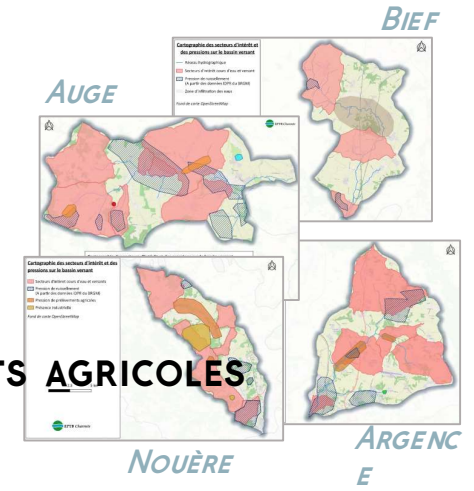 BIEF
Cartographie des secteurs d'intérêt et
des pressions sur le bassin versant
Réseau hydrographique
Secteurs d'intérêt cours d'eau et versant
Pression de ruissellement
(A partir des données IDPR du BRGM)
Zone d'infiltration des eaux
Fond de carte OpenStreetMap
AUGE
EPTB Charente
Cartographie des secteurs d'intérêt et des
pressions sur le bassin versant
Secteurs d'intérêt cours d'eau et versants
Pression de ruissellement
(A partir des données IDPR du BRGM)
Pression de prélèvements agricoles
Présence industrielle
Fond de carte OpenStreetMap
TS AGRICOLES
EPTB Charente
NOUÈRE
ARGENC
E